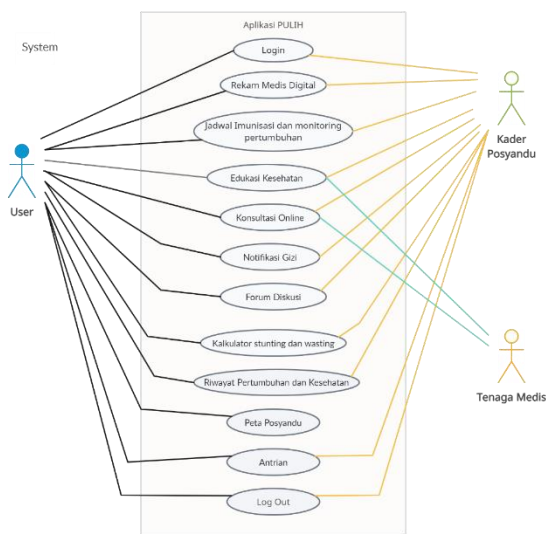 Aplikasi PULIH
System
Login
Rekam Medis Digital
Jadwal Imunisasi dan monitoring
pertumbuhan
Kader
Posyandu
Edukasi Kesehatan
User
Konsultasi Online
Notifikasi Gizi
Forum Diskusi
Kalkulator stunting dan wasting
Riwayat Pertumbuhan dan Kesehatan
Tenaga Medis
Peta Posyandu
Antrian
Log Out